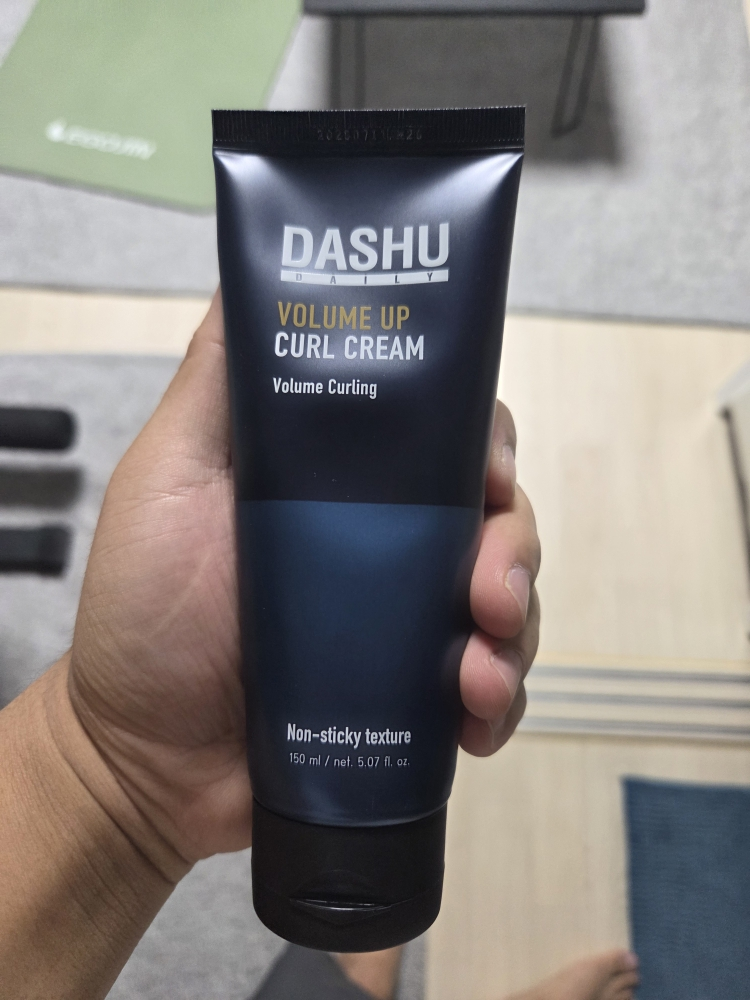 DASHU
DAILY
VOLUME UP
CURL CREAM
Volume Curling
Non-sticky texture
150 ml / net. 5.07 fl. oz.